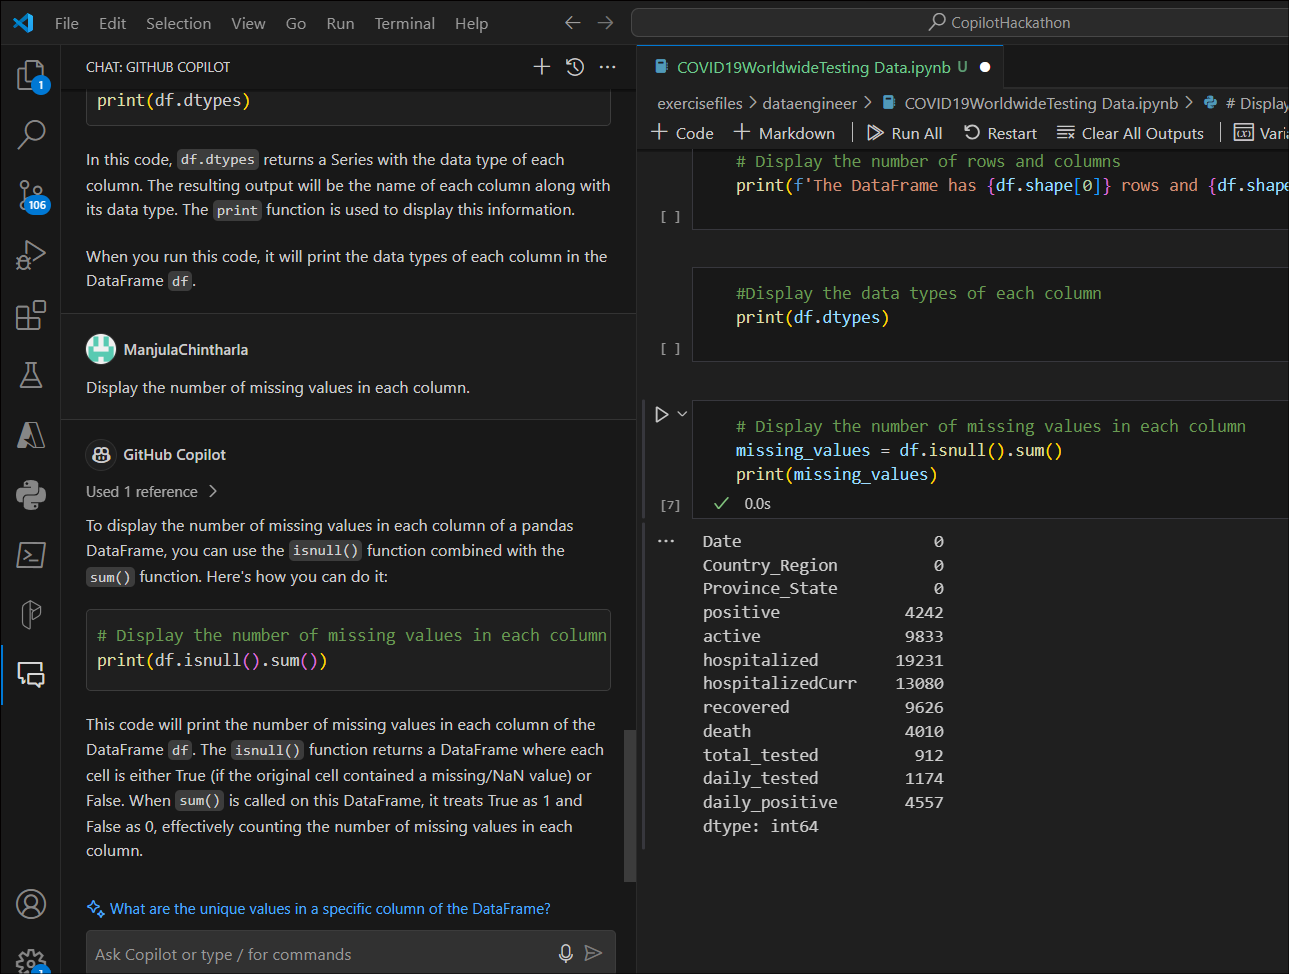 File Edit Selection View Go Run Terminal Help
CopilotHackathon
1
106
1
CHAT: GITHUB COPILOT
print(df.dtypes)
In this code, df.dtypes returns a Series with the data type of each
column. The resulting output will be the name of each column along with
its data type. The print function is used to display this information.
When you run this code, it will print the data types of each column in the
DataFrame df.
ManjulaChintharla
Display the number of missing values in each column.
GitHub Copilot
Used 1 reference
To display the number of missing values in each column of a pandas
DataFrame, you can use the isnull() function combined with the
sum() function. Here's how you can do it:
# Display the number of missing values in each column
print(df.isnull().sum())
This code will print the number of missing values in each column of the
DataFrame df. The isnull() function returns a DataFrame where each
cell is either True (if the original cell contained a missing/NaN value) or
False. When sum() is called on this DataFrame, it treats True as 1 and
False as 0, effectively counting the number of missing values in each
column.
What are the unique values in a specific column of the DataFrame?
Ask Copilot or type / for commands
COVID19WorldwideTesting Data.ipynb U
exercisefiles > dataengineer > COVID19WorldwideTesting Data.ipynb > # Display
+ Code + Markdown Run All Restart Clear All Outputs Vari
# Display the number of rows and columns
print(f'The DataFrame has {df.shape[0]} rows and {df.shape
[ ]
#Display the data types of each column
print(df.dtypes)
[ ]
# Display the number of missing values in each column
missing_values = df.isnull().sum()
print(missing_values)
[7] 0.0s
Date 0
Country_Region 0
Province_State 0
positive 4242
active 9833
hospitalized 19231
hospitalizedCurr 13080
recovered 9626
death 4010
total_tested 912
daily_tested 1174
daily_positive 4557
dtype: int64